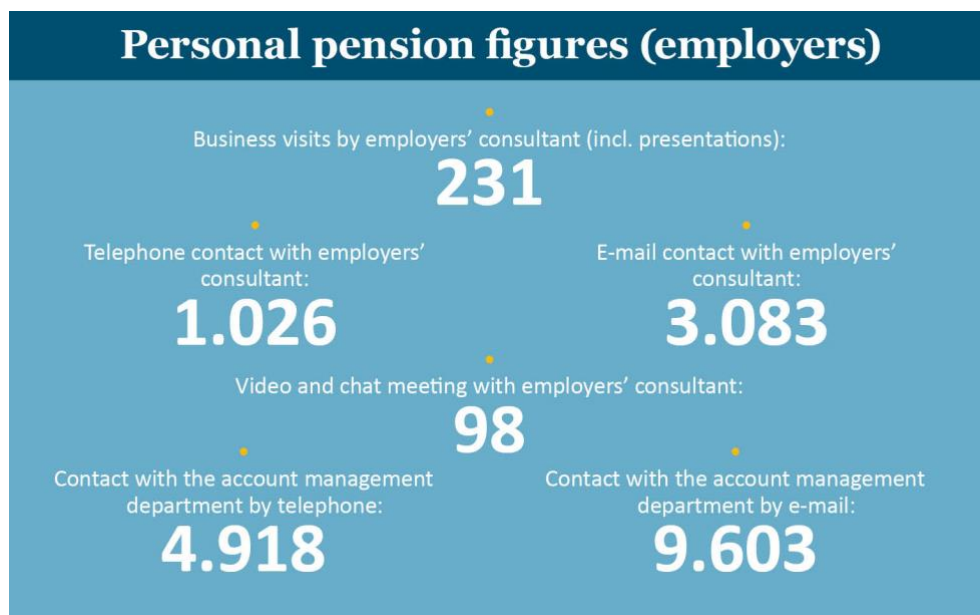 Personal pension figures (employers)
Business visits by employers’ consultant (incl. presentations):
231
Telephone contact with employers’
consultant:
1.026
E-mail contact with employers’
consultant:
3.083
Video and chat meeting with employers’ consultant:
98
Contact with the account management
department by telephone:
4.918
Contact with the account management
department by e-mail:
9.603